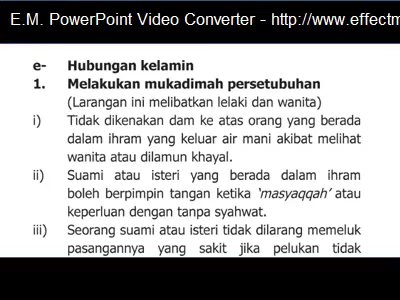 E.M. PowerPoint Video Converter - http://www.effectm
e- Hubungan kelamin
1. Melakukan mukadimah persetubuhan
(Larangan ini melibatkan lelaki dan wanita)
i) Tidak dikenakan dam ke atas orang yang berada
dalam ihram yang keluar air mani akibat melihat
wanita atau dilamun khayal.
ii) Suami atau isteri yang berada dalam ihram
boleh berpimpin tangan ketika ‘masyaqqah’ atau
keperluan dengan tanpa syahwat.
iii) Seorang suami atau isteri tidak dilarang memeluk
pasangannya yang sakit jika pelukan tidak